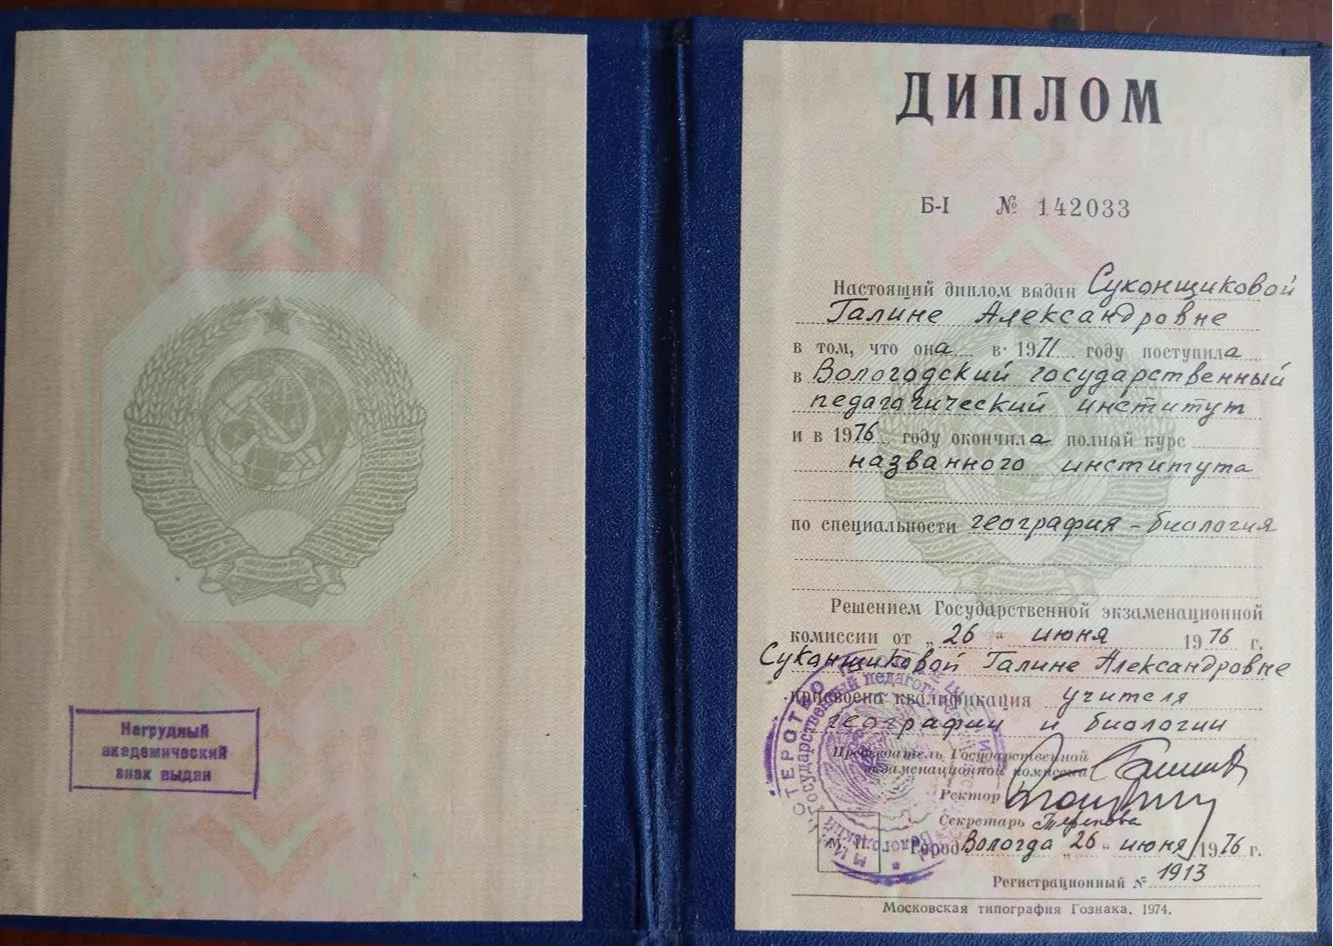 Нагрудный
академический
знак выдан
ДИПЛОМ
Б-I № 142033
Настоящий диплом выдан Суконщиковой
Галине Александровне
в том, что она в 1971 году поступила
в Вологодский государственный
педагогический институт
и в 1976 году окончила полный курс
названного института
по специальности география-биология
Решением Государственной экзаменационной
комиссии от „26“ июня 1976 г.
Суконщиковой Галине Александровне
присвоена квалификация учителя
географии и биологии
Председатель Государственной
экзаменационной комиссии
Ректор
Секретарь
М. П. Город Вологда „26“ июня 1976 г.
Регистрационный № 1913
Московская типография Гознака. 1974.